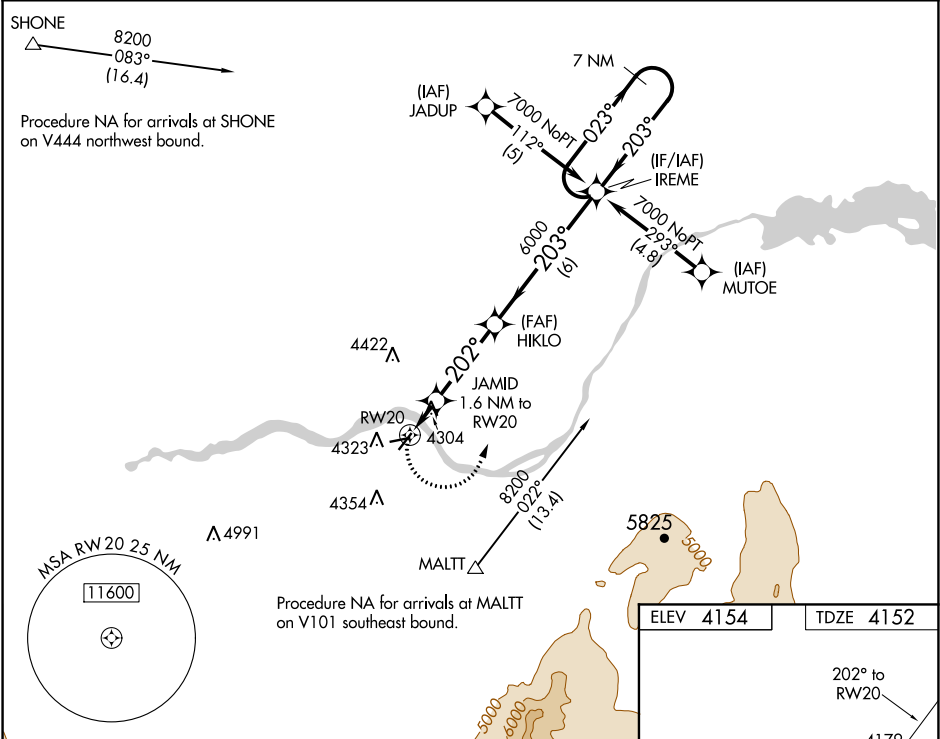 SHONE
8200
083°
(16.4)
Procedure NA for arrivals at SHONE
on V444 northwest bound.
(IAF)
JADUP
7000 NoPT
112°
(5)
7 NM
023°
203°
(IF/IAF)
IREME
7000 NoPT
293°
(4.8)
(IAF)
MUTOE
6000
203°
(6)
(FAF)
HIKLO
202°
4422
JAMID
1.6 NM to
RW20
RW20
4323
4304
4354
4991
8200
022°
(13.4)
MALTT
Procedure NA for arrivals at MALTT
on V101 southeast bound.
MSA RW20 25 NM
11600
5825
5000
5000
6000
ELEV 4154
TDZE 4152
202° to
RW20